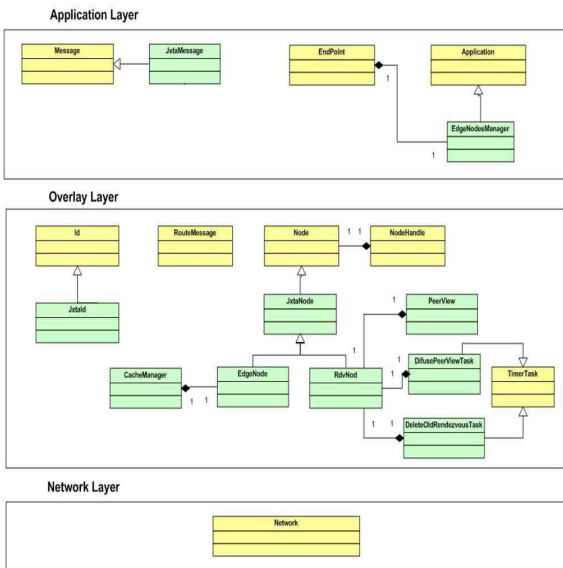 Application Layer
Message
JxtaMessage
EndPoint
Application
1
EdgeNodesManager
1
Overlay Layer
Id
RouteMessage
Node
1 1
NodeHandle
JxtaId
JxtaNode
PeerView
1
1
DifusePeerViewTask
CacheManager
EdgeNode
RdvNod
1
1
TimerTask
1 1
1 1
DeleteOldRendezvousTask
Network Layer
Network